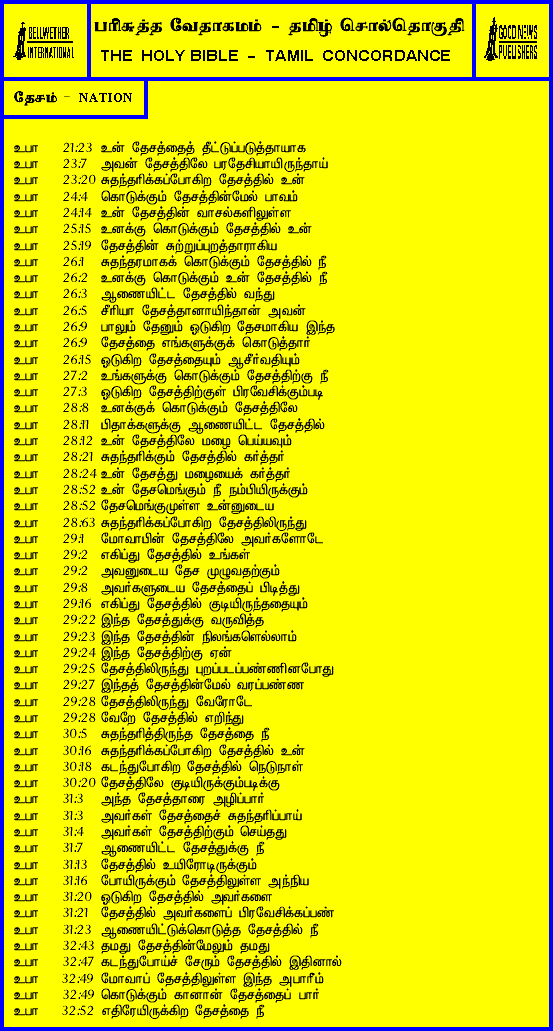 BELLWETHER
INTERNATIONAL
பரிசுத்த வேதாகமம் - தமிழ் சொல்தொகுதி
THE HOLY BIBLE - TAMIL CONCORDANCE
GOOD NEWS
PUBLISHERS
தேசம் - NATION
உபா 21:23 உன் தேசத்தைத் தீட்டுப்படுத்தாயாக
உபா 23:7 அவன் தேசத்திலே பரதேசியாயிருந்தாய்
உபா 23:20 சுதந்தரிக்கப்போகிற தேசத்தில் உன்
உபா 24:4 கொடுக்கும் தேசத்தின்மேல் பாவம்
உபா 24:14 உன் தேசத்தின் வாசல்களிலுள்ள
உபா 25:15 உனக்கு கொடுக்கும் தேசத்தில் உன்
உபா 25:19 தேசத்தின் சுற்றுப்புறத்தாராகிய
உபா 26:1 சுதந்தரமாகக் கொடுக்கும் தேசத்தில் நீ
உபா 26:2 உனக்கு கொடுக்கும் உன் தேசத்தில் நீ
உபா 26:3 ஆணையிட்ட தேசத்தில் வந்து
உபா 26:5 சீரியா தேசத்தானாயிந்தான் அவன்
உபா 26:9 பாலும் தேனும் ஓடுகிற தேசமாகிய இந்த
உபா 26:9 தேசத்தை எங்களுக்குக் கொடுத்தார்
உபா 26:15 ஓடுகிற தேசத்தையும் ஆசீர்வதியும்
உபா 27:2 உங்களுக்கு கொடுக்கும் தேசத்திற்கு நீ
உபா 27:3 ஓடுகிற தேசத்திற்குள் பிரவேசிக்கும்படி
உபா 28:8 உனக்குக் கொடுக்கும் தேசத்திலே
உபா 28:11 பிதாக்களுக்கு ஆணையிட்ட தேசத்தில்
உபா 28:12 உன் தேசத்திலே மழை பெய்யவும்
உபா 28:21 சுதந்தரிக்கும் தேசத்தில் கர்த்தர்
உபா 28:24 உன் தேசத்து மழையைக் கர்த்தர்
உபா 28:52 உன் தேசமெங்கும் நீ நம்பியிருக்கும்
உபா 28:52 தேசமெங்குமுள்ள உன்னுடைய
உபா 28:63 சுதந்தரிக்கப்போகிற தேசத்திலிருந்து
உபா 29:1 மோவாபின் தேசத்திலே அவர்களோடே
உபா 29:2 எகிப்து தேசத்தில் உங்கள்
உபா 29:2 அவனுடைய தேச முழுவதற்கும்
உபா 29:8 அவர்களுடைய தேசத்தைப் பிடித்து
உபா 29:16 எகிப்து தேசத்தில் குடியிருந்ததையும்
உபா 29:22 இந்த தேசத்துக்கு வருவித்த
உபா 29:23 இந்த தேசத்தின் நிலங்களெல்லாம்
உபா 29:24 இந்த தேசத்திற்கு ஏன்
உபா 29:25 தேசத்திலிருந்து புறப்படப்பண்ணினபோது
உபா 29:27 இந்தத் தேசத்தின்மேல் வரப்பண்ண
உபா 29:28 தேசத்திலிருந்து வேரோடே
உபா 29:28 வேறே தேசத்தில் எறிந்து
உபா 30:5 சுதந்தரித்திருந்த தேசத்தை நீ
உபா 30:16 சுதந்தரிக்கப்போகிற தேசத்தில் உன்
உபா 30:18 கடந்துபோகிற தேசத்தில் நெடுநாள்
உபா 30:20 தேசத்திலே குடியிருக்கும்படிக்கு
உபா 31:3 அந்த தேசத்தாரை அழிப்பார்
உபா 31:3 அவர்கள் தேசத்தைச் சுதந்தரிப்பாய்
உபா 31:4 அவர்கள் தேசத்திற்கும் செய்தது
உபா 31:7 ஆணையிட்ட தேசத்துக்கு நீ
உபா 31:13 தேசத்தில் உயிரோடிருக்கும்
உபா 31:16 போயிருக்கும் தேசத்திலுள்ள அந்நிய
உபா 31:20 ஓடுகிற தேசத்தில் அவர்களை
உபா 31:21 தேசத்தில் அவர்களைப் பிரவேசிக்கப்பண்
உபா 31:23 ஆணையிட்டுக்கொடுத்த தேசத்தில் நீ
உபா 32:43 தமது தேசத்தின்மேலும் தமது
உபா 32:47 கடந்துபோய்ச் சேரும் தேசத்தில் இதினால்
உபா 32:49 மோவாப் தேசத்திலுள்ள இந்த அபாரீம்
உபா 32:49 கொடுக்கும் கானான் தேசத்தைப் பார்
உபா 32:52 எதிரேயிருக்கிற தேசத்தை நீ